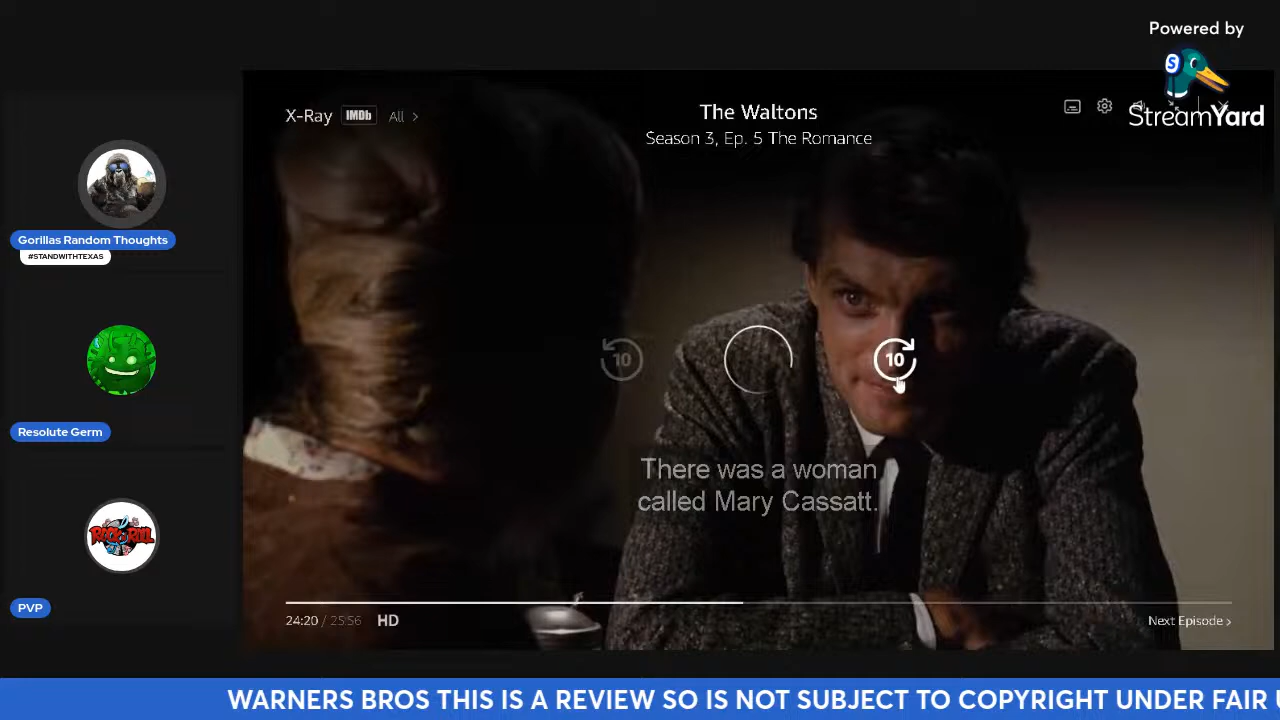 Powered by
StreamYard
X-Ray IMDb All
The Waltons
Season 3, Ep. 5 The Romance
Gorillas Random Thoughts
#STANDWITHTEXAS
Resolute Germ
ROCK ROLL
PVP
10
10
There was a woman
called Mary Cassatt.
24:20 / 25:56 HD
Next Episode
WARNERS BROS THIS IS A REVIEW SO IS NOT SUBJECT TO COPYRIGHT UNDER FAIR